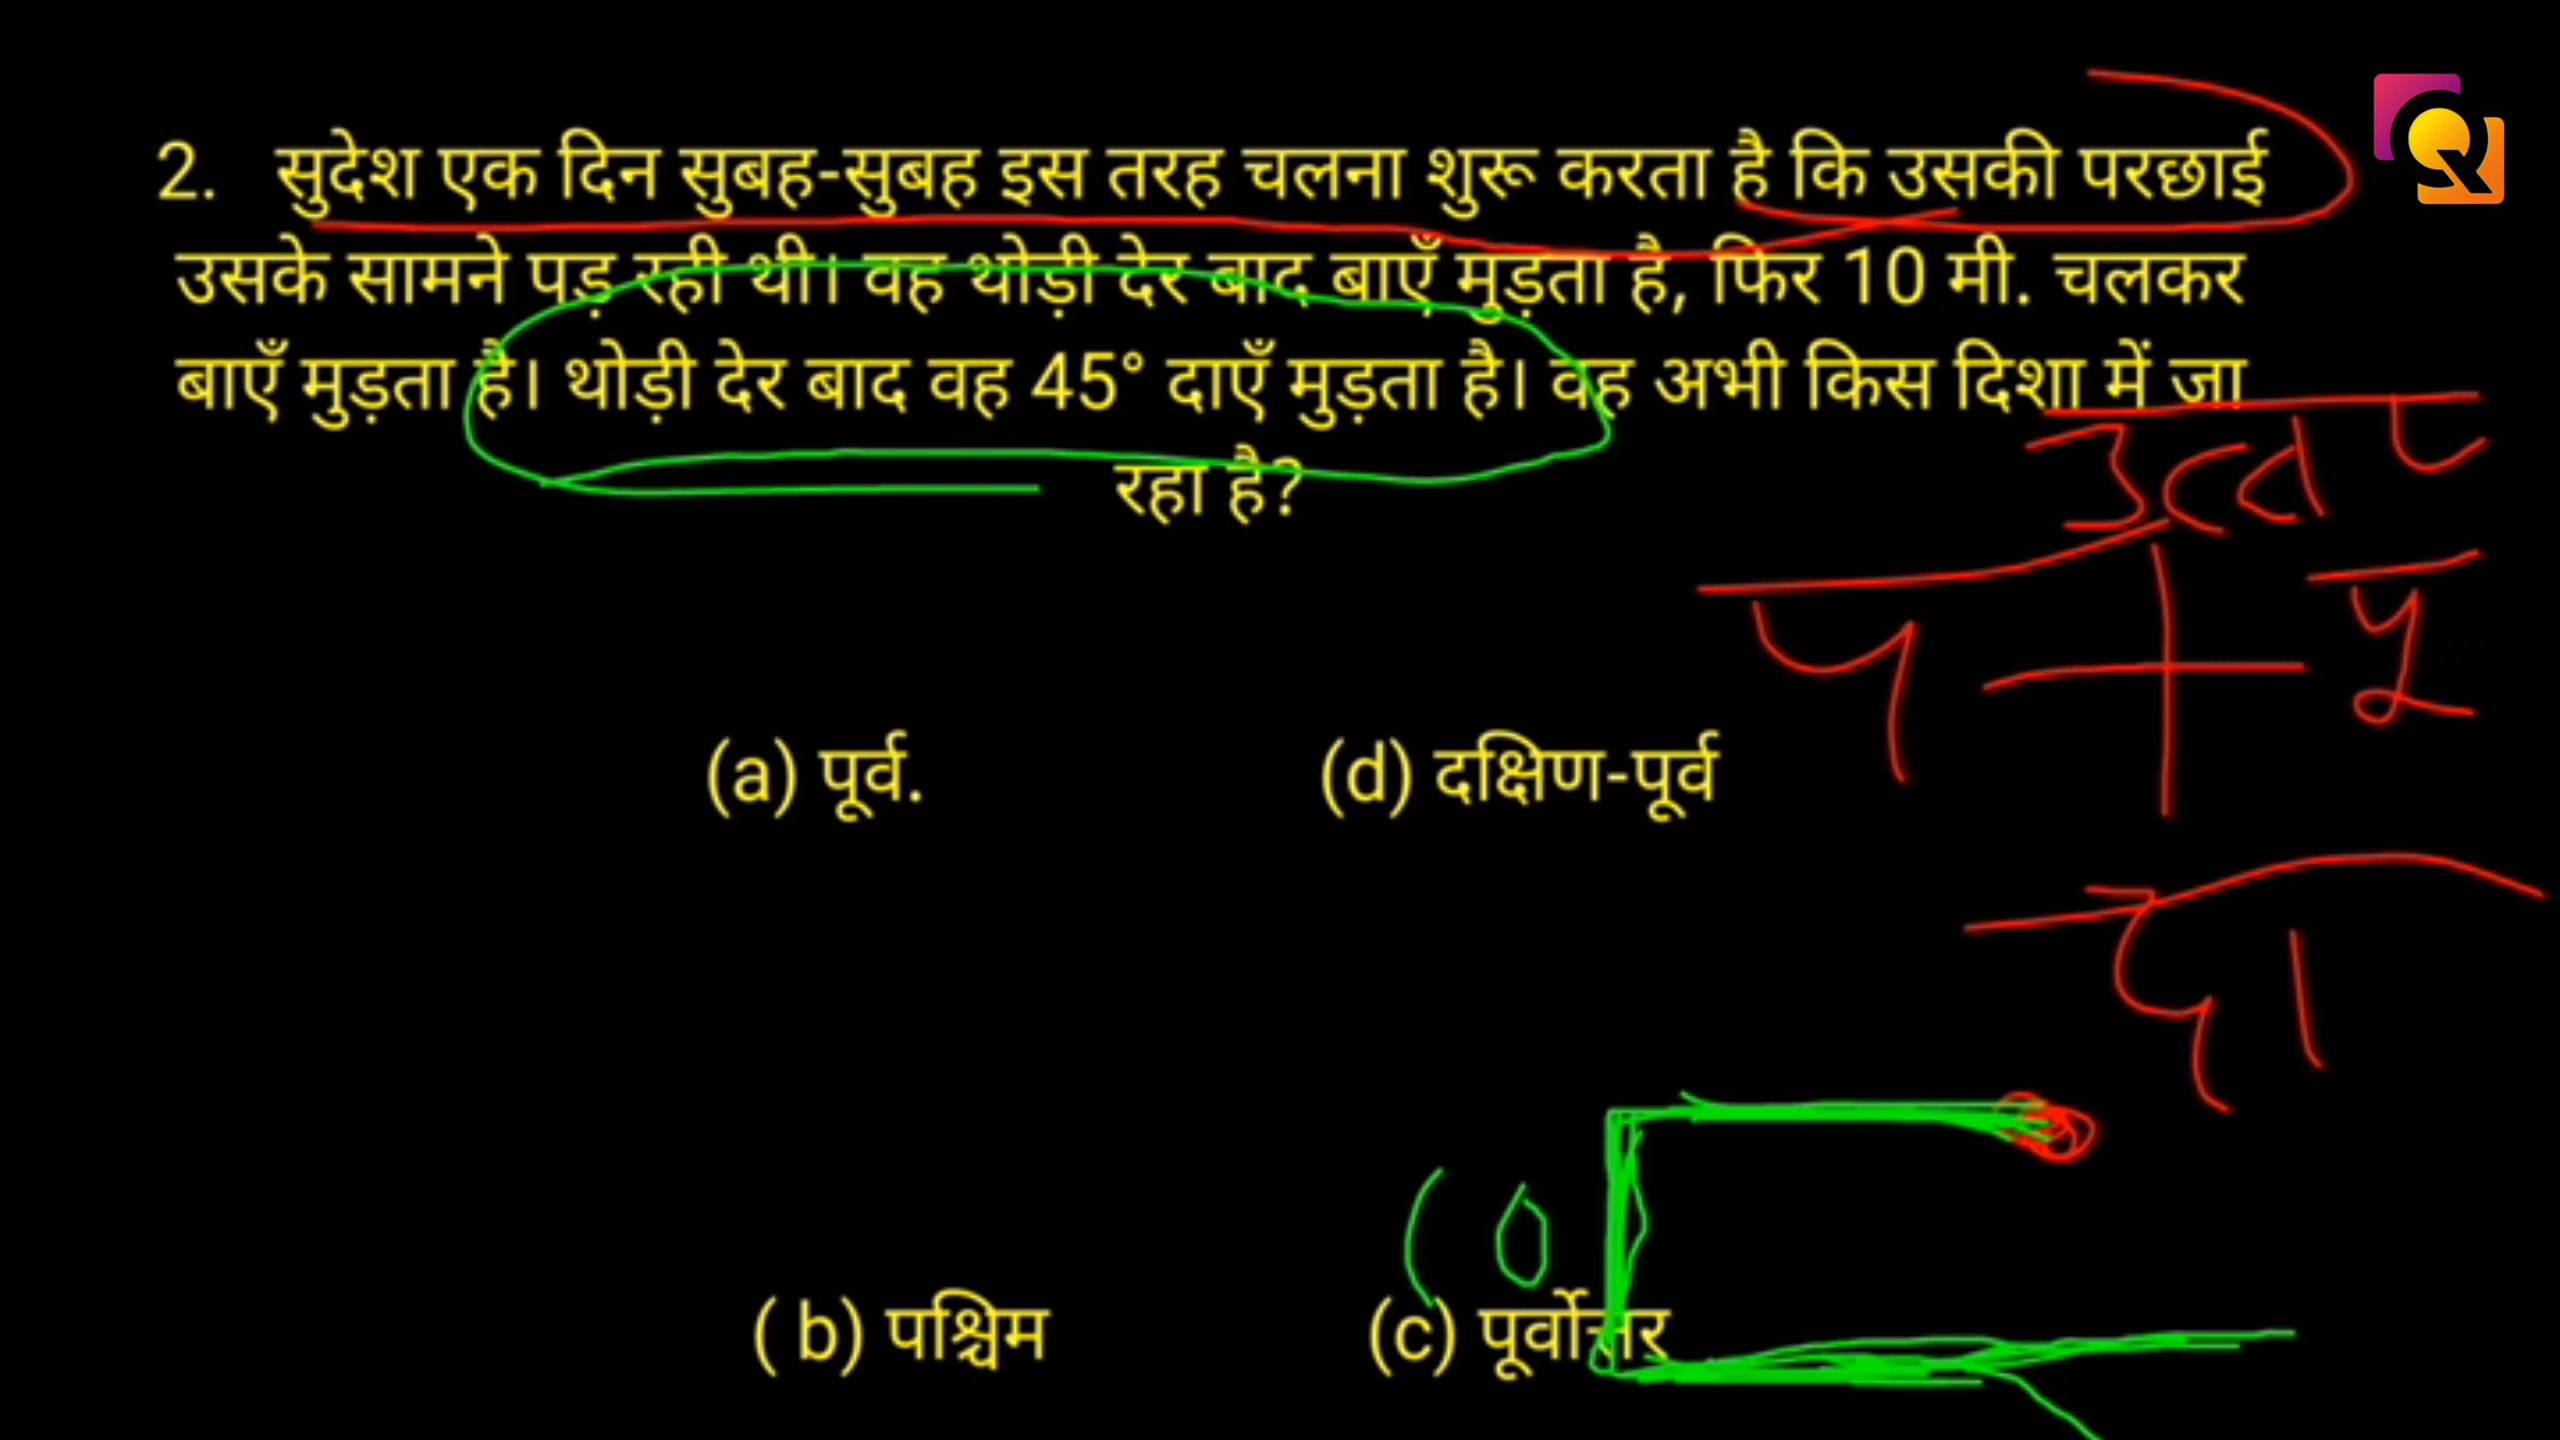 2. सुदेश एक दिन सुबह-सुबह इस तरह चलना शुरू करता है कि उसकी परछाई
उसके सामने पड़ रही थी। वह थोड़ी देर बाद बाएँ मुड़ता है, फिर 10 मी. चलकर
बाएँ मुड़ता है। थोड़ी देर बाद वह 45° दाएँ मुड़ता है। वह अभी किस दिशा में जा
रहा है?
उत्तर
प
पू
द
(a) पूर्व.
(d) दक्षिण-पूर्व
10
( b) पश्चिम
(c) पूर्वोत्तर